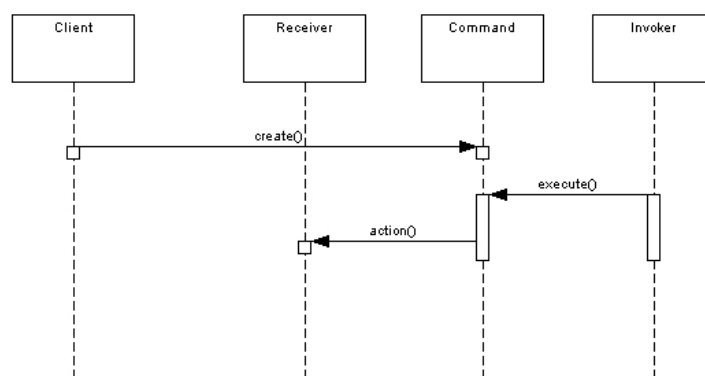 Client
Receiver
Command
Invoker
create()
execute()
action()